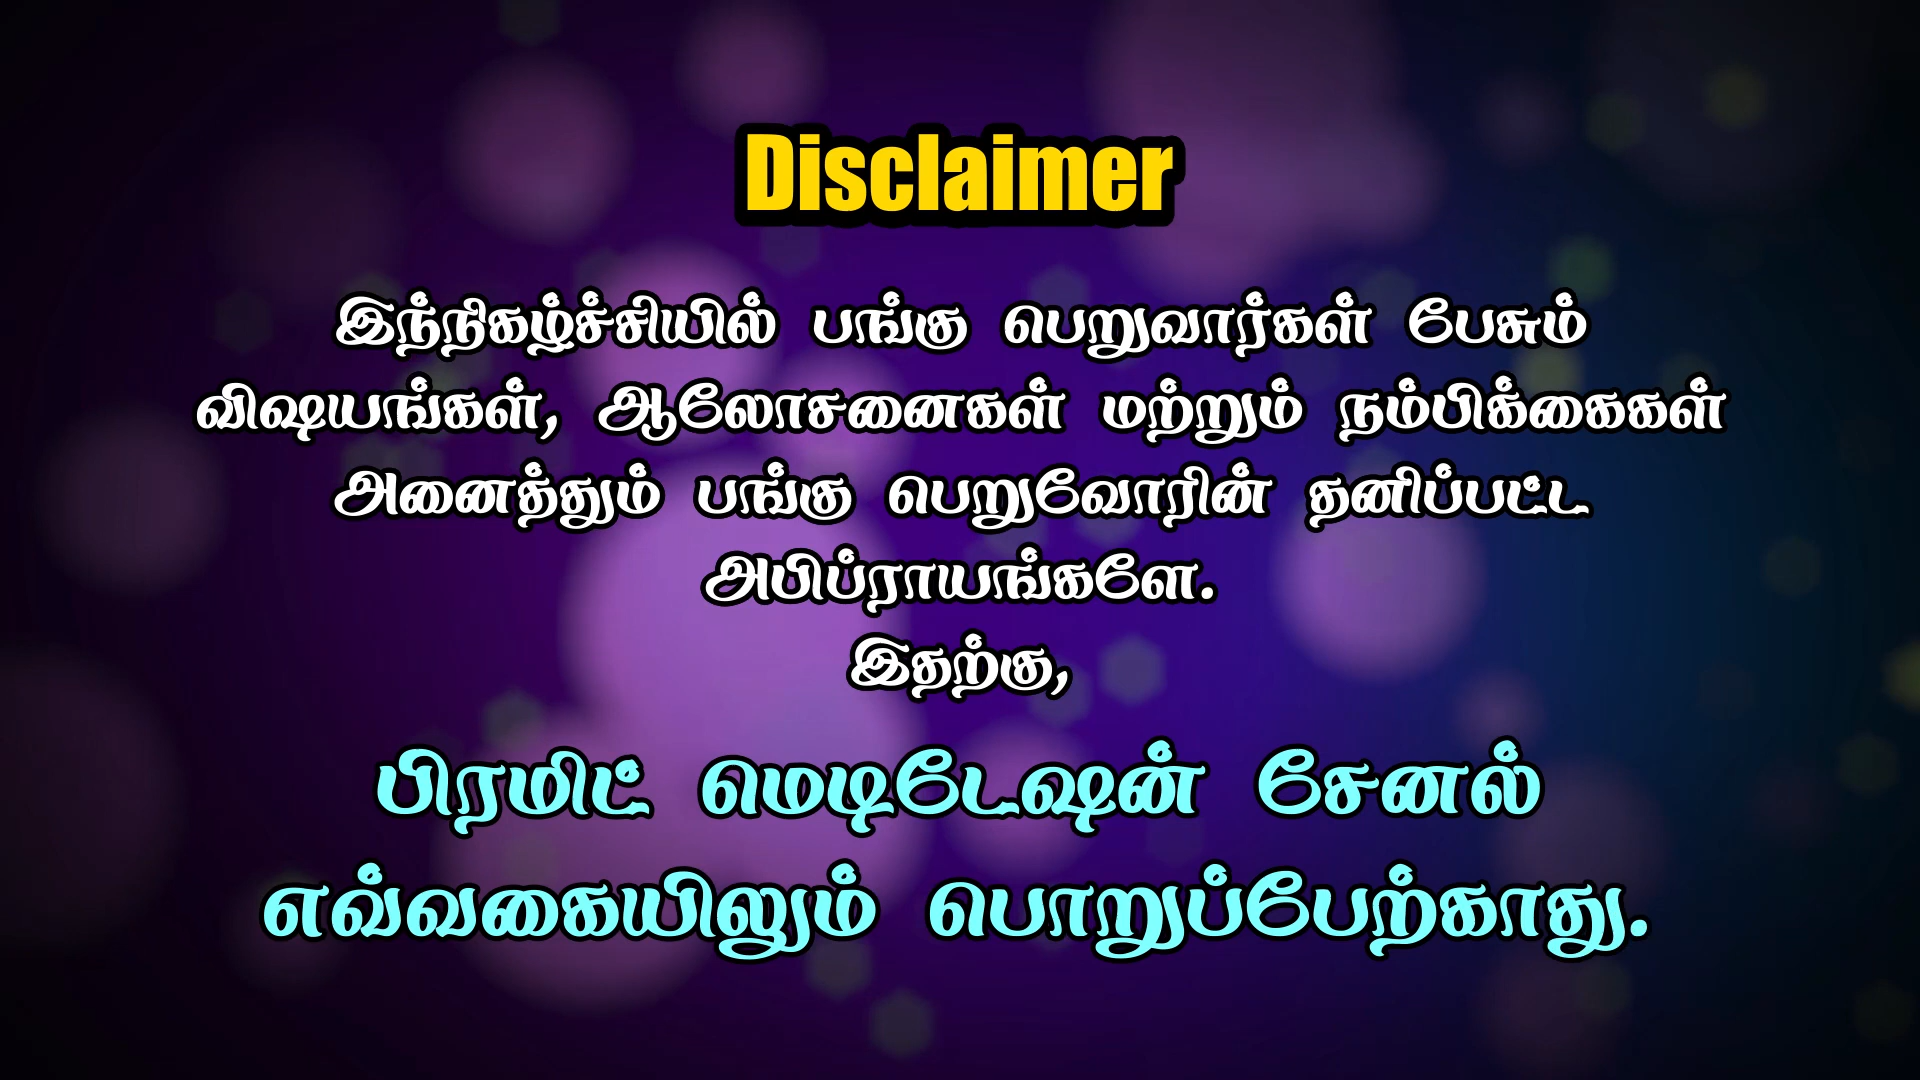 Disclaimer
இந்நிகழ்ச்சியில் பங்கு பெறுவார்கள் பேசும்
விஷயங்கள், ஆலோசனைகள் மற்றும் நம்பிக்கைகள்
அனைத்தும் பங்கு பெறுவோரின் தனிப்பட்ட
அபிப்ராயங்களே.
இதற்கு,
பிரமிட் மெடிடேஷன் சேனல்
எவ்வகையிலும் பொறுப்பேற்காது.